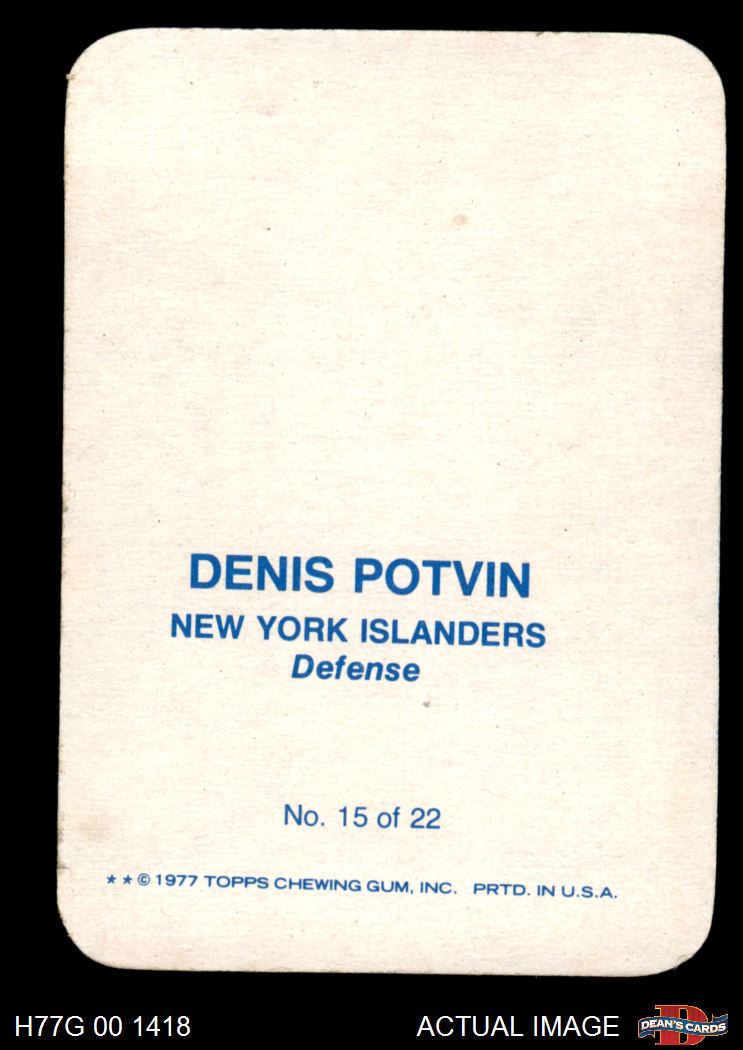 DENIS POTVIN
NEW YORK ISLANDERS
Defense
No. 15 of 22
* * © 1977 TOPPS CHEWING GUM, INC. PRTD. IN U.S.A.
H77G 00 1418
ACTUAL IMAGE
D
DEAN'S CARDS